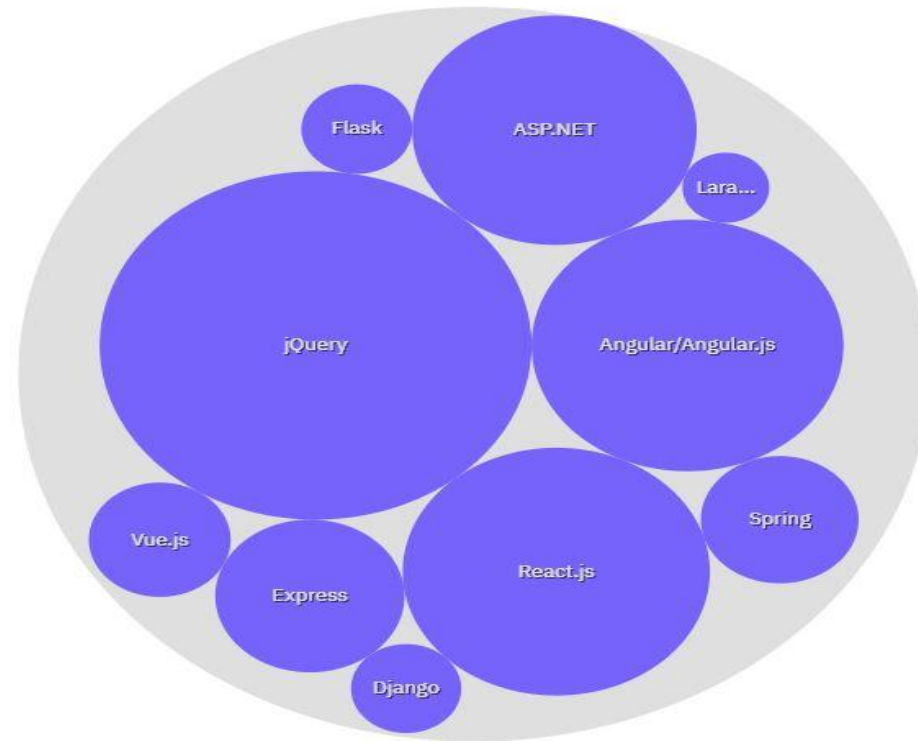 Flask
ASP.NET
Lara...
jQuery
Angular/Angular.js
Vue.js
Express
React.js
Spring
Django